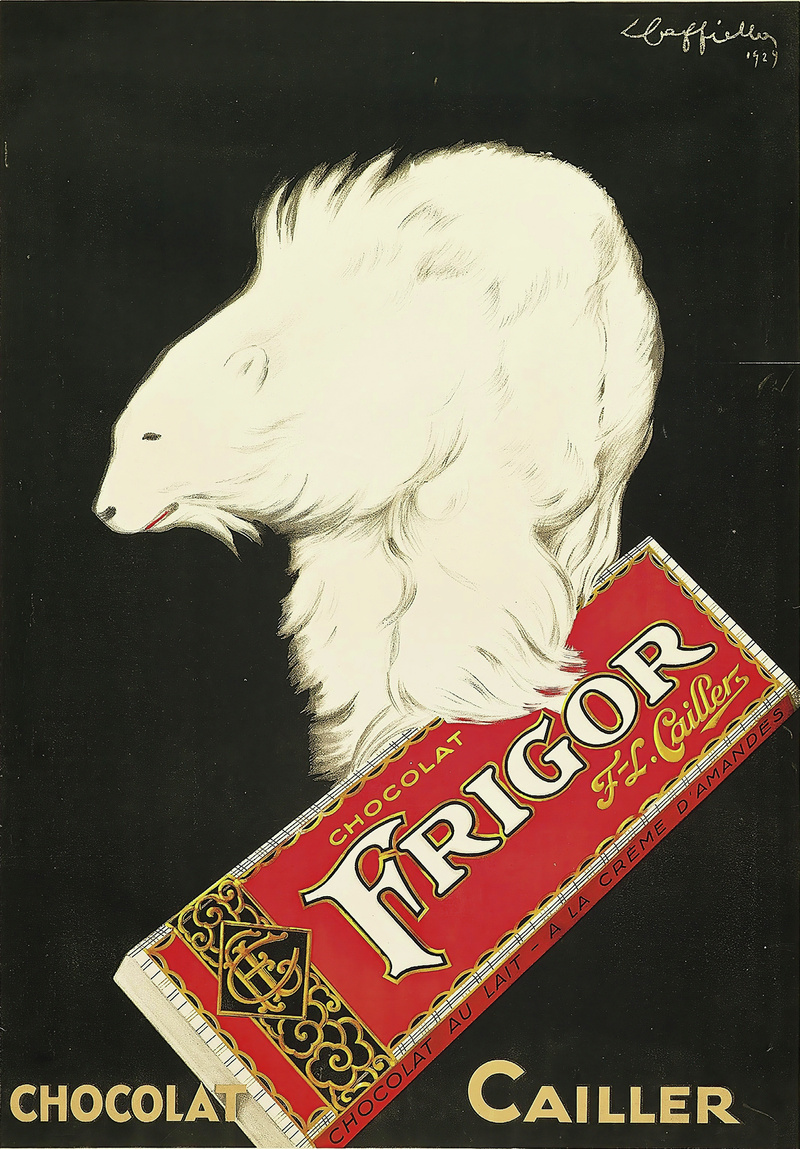 LCappiello
1929
CHOCOLAT
FRIGOR
F-L. Cailler
CHOCOLAT AU LAIT - A LA CRÈME D'AMANDES
CHOCOLAT CAILLER